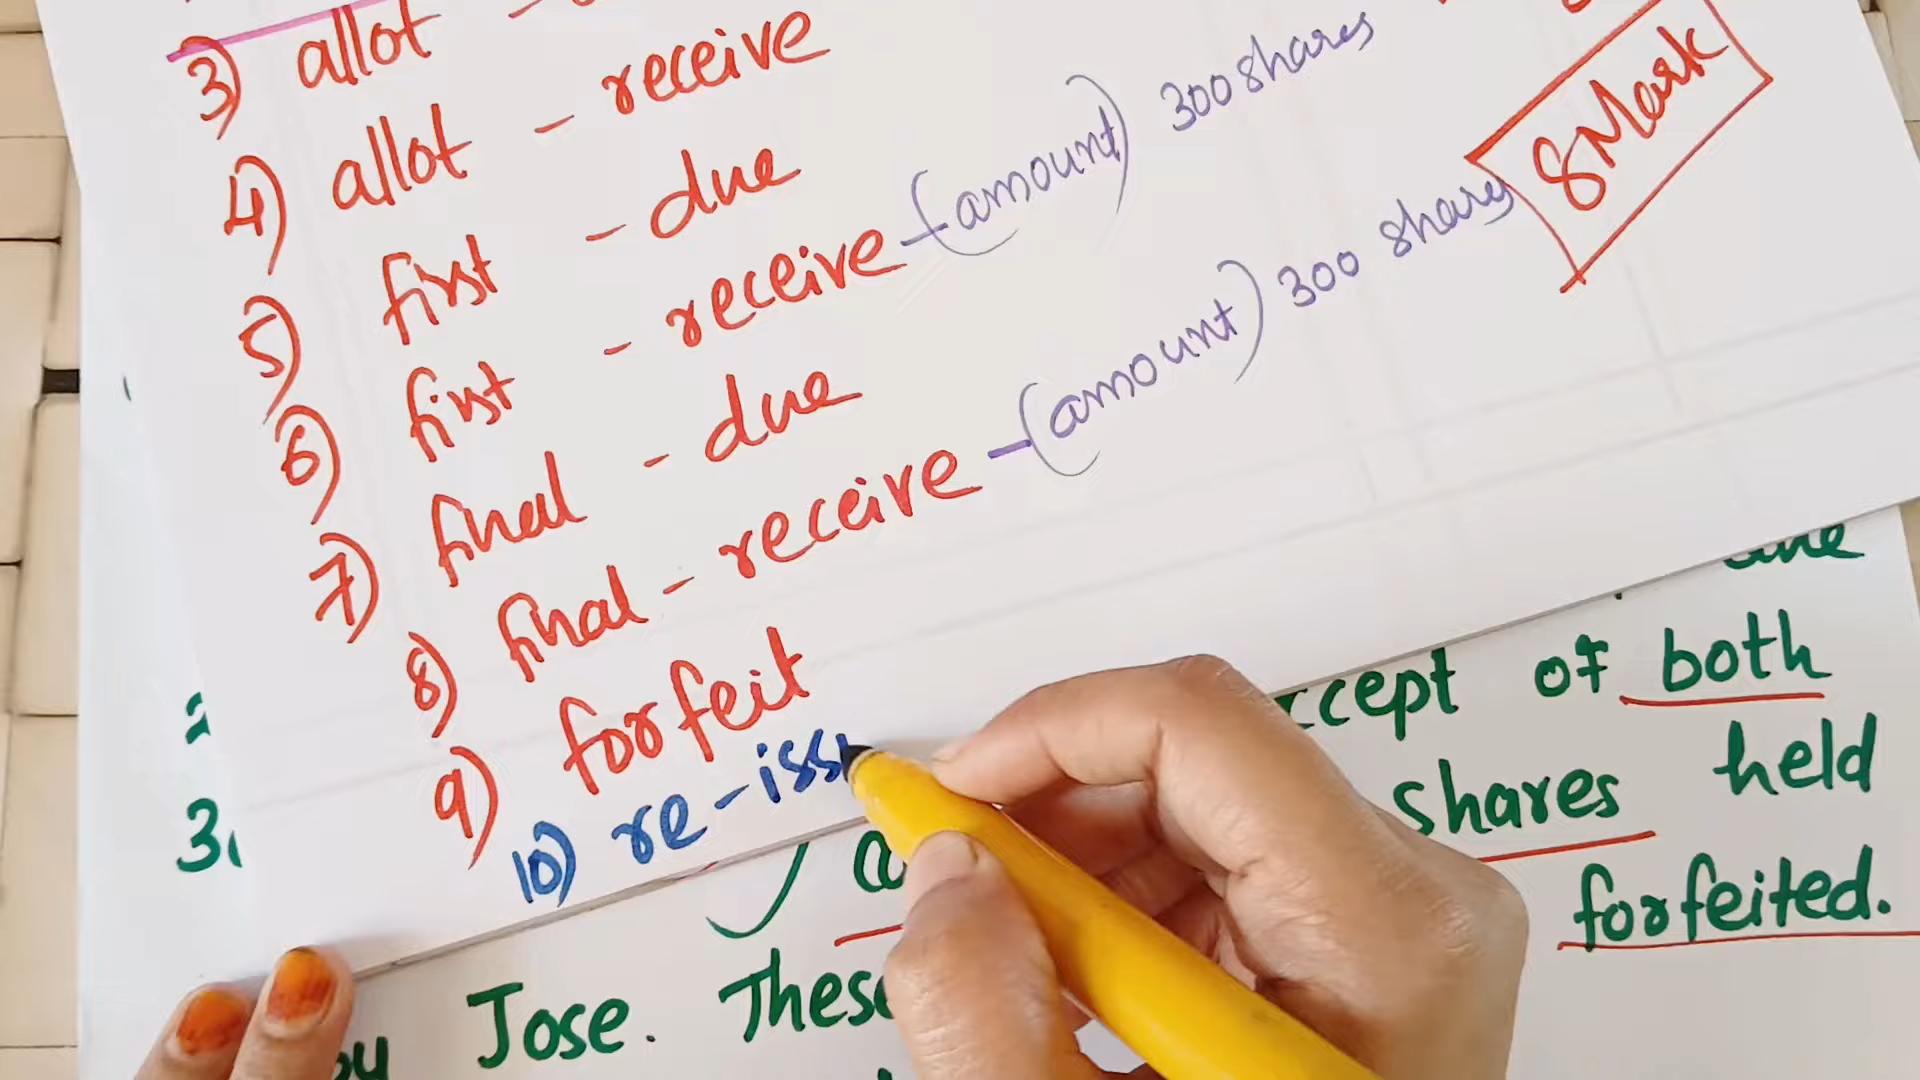 3) allot -
4) allot - receive
5) first - due
6) first - receive - (amount) 300 shares
7) final - due
8) final - receive - (amount) 300 shares
9) forfeit
10) re-iss
8 Mark
of both
shares held
forfeited.
Jose. These